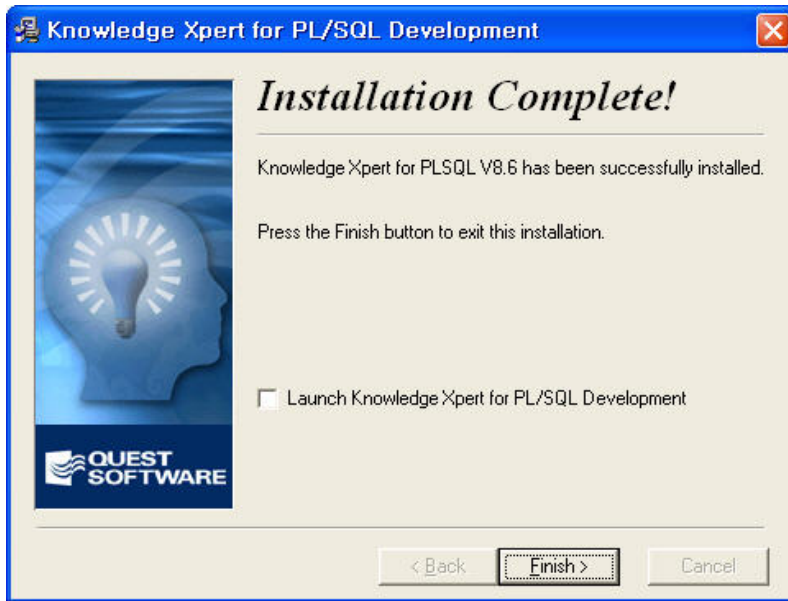 Knowledge Xpert for PL/SQL Development
Installation Complete!
Knowledge Xpert for PLSQL V8.6 has been successfully installed.
Press the Finish button to exit this installation.
Launch Knowledge Xpert for PL/SQL Development
QUEST
SOFTWARE
< Back
Finish >
Cancel